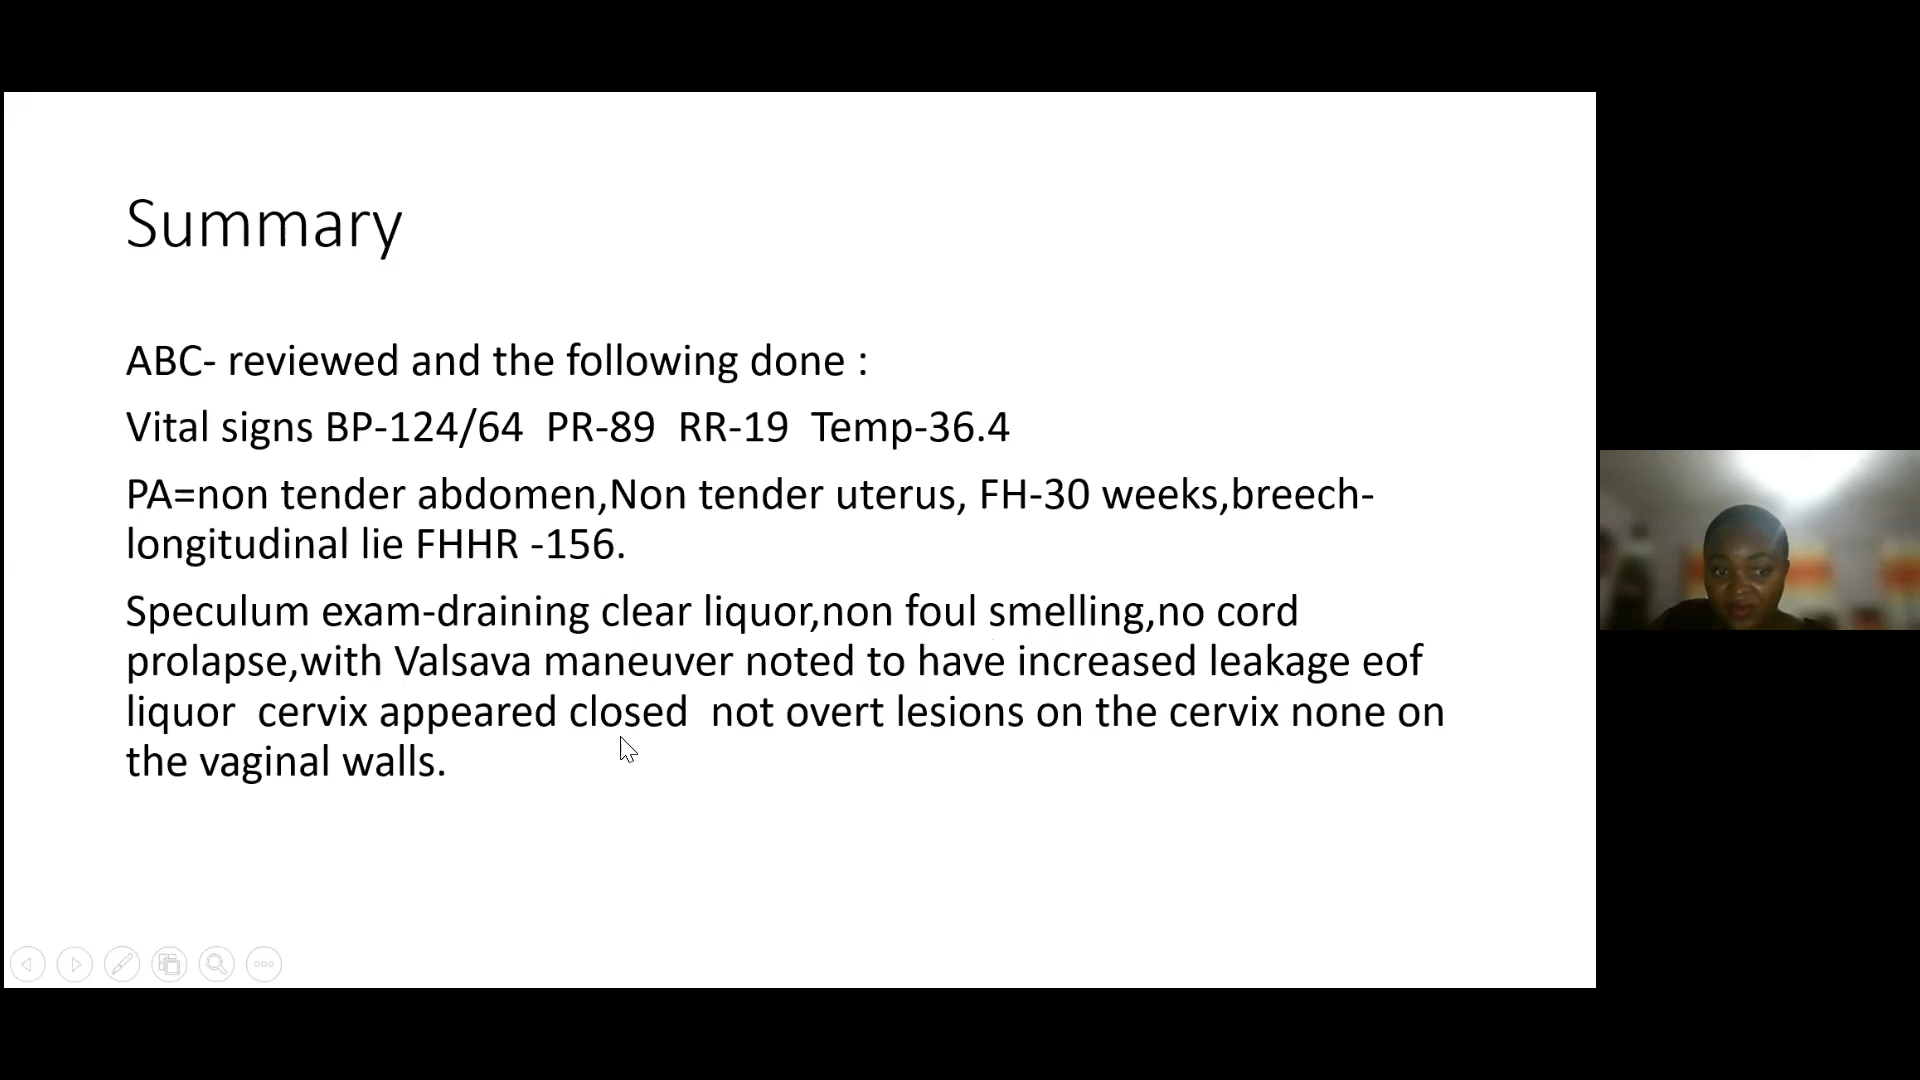 Summary
ABC- reviewed and the following done :
Vital signs BP-124/64  PR-89  RR-19  Temp-36.4
PA=non tender abdomen,Non tender uterus, FH-30 weeks,breech-
longitudinal lie FHHR -156.
Speculum exam-draining clear liquor,non foul smelling,no cord
prolapse,with Valsava maneuver noted to have increased leakage eof
liquor  cervix appeared closed  not overt lesions on the cervix none on
the vaginal walls.